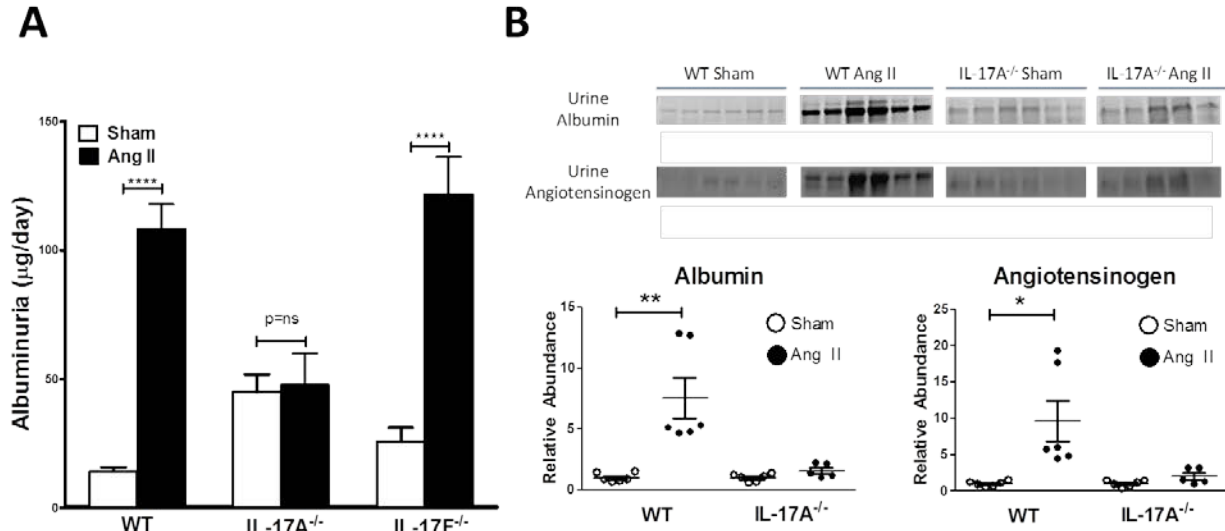 A
Albuminuria (µg/day)
150
100
50
0
Sham
Ang II
****
p=ns
****
WT
IL-17A-/-
IL-17F-/-
B
WT Sham
WT Ang II
IL-17A-/- Sham
IL-17A-/- Ang II
Urine
Albumin
Urine
Angiotensinogen
Albumin
Relative Abundance
15
10
5
0
**
Sham
Ang II
WT
IL-17A-/-
Angiotensinogen
Relative Abundance
25
20
15
10
5
0
*
Sham
Ang II
WT
IL-17A-/-